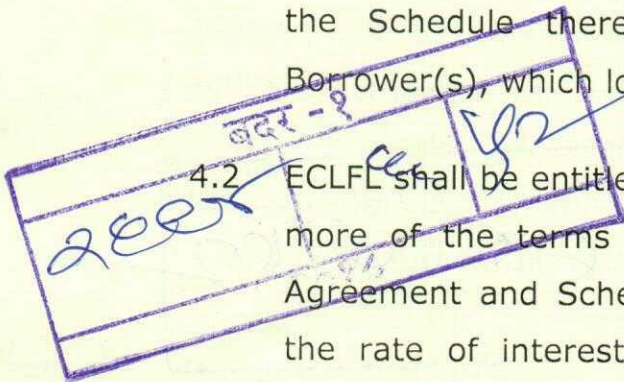 the Schedule there
Borrower(s), which lo
बदर - १
4.2 ECLFL shall be entitle
more of the terms
Agreement and Sche
the rate of interest